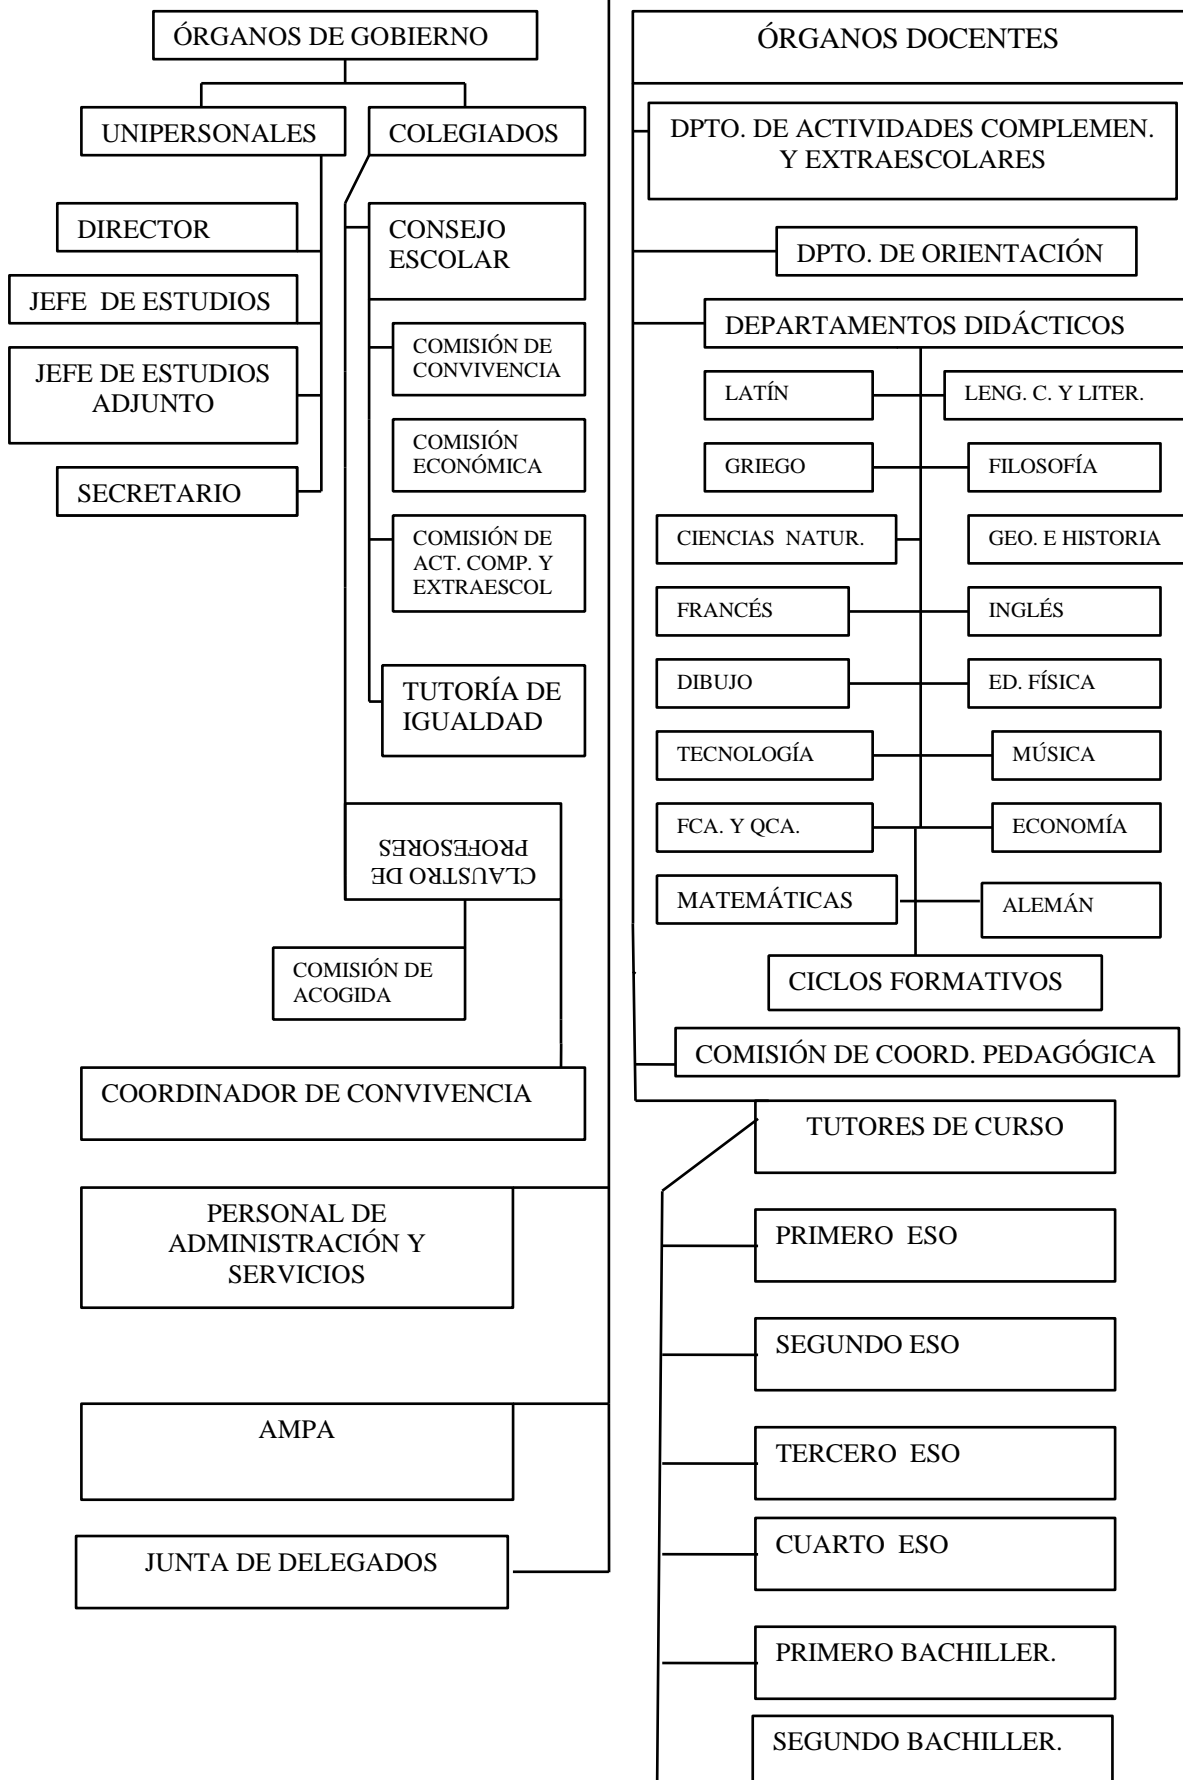 ÓRGANOS DE GOBIERNO
UNIPERSONALES
COLEGIADOS
DIRECTOR
JEFE DE ESTUDIOS
JEFE DE ESTUDIOS
ADJUNTO
SECRETARIO
CONSEJO
ESCOLAR
COMISIÓN DE
CONVIVENCIA
COMISIÓN
ECONÓMICA
COMISIÓN DE
ACT. COMP. Y
EXTRAESCOL
TUTORÍA DE
IGUALDAD
CLAUSTRO DE
PROFESORES
COMISIÓN DE
ACOGIDA
COORDINADOR DE CONVIVENCIA
PERSONAL DE
ADMINISTRACIÓN Y
SERVICIOS
AMPA
JUNTA DE DELEGADOS
ÓRGANOS DOCENTES
DPTO. DE ACTIVIDADES COMPLEMEN.
Y EXTRAESCOLARES
DPTO. DE ORIENTACIÓN
DEPARTAMENTOS DIDÁCTICOS
LATÍN
LENG. C. Y LITER.
GRIEGO
FILOSOFÍA
CIENCIAS NATUR.
GEO. E HISTORIA
FRANCÉS
INGLÉS
DIBUJO
ED. FÍSICA
TECNOLOGÍA
MÚSICA
FCA. Y QCA.
ECONOMÍA
MATEMÁTICAS
ALEMÁN
CICLOS FORMATIVOS
COMISIÓN DE COORD. PEDAGÓGICA
TUTORES DE CURSO
PRIMERO ESO
SEGUNDO ESO
TERCERO ESO
CUARTO ESO
PRIMERO BACHILLER.
SEGUNDO BACHILLER.